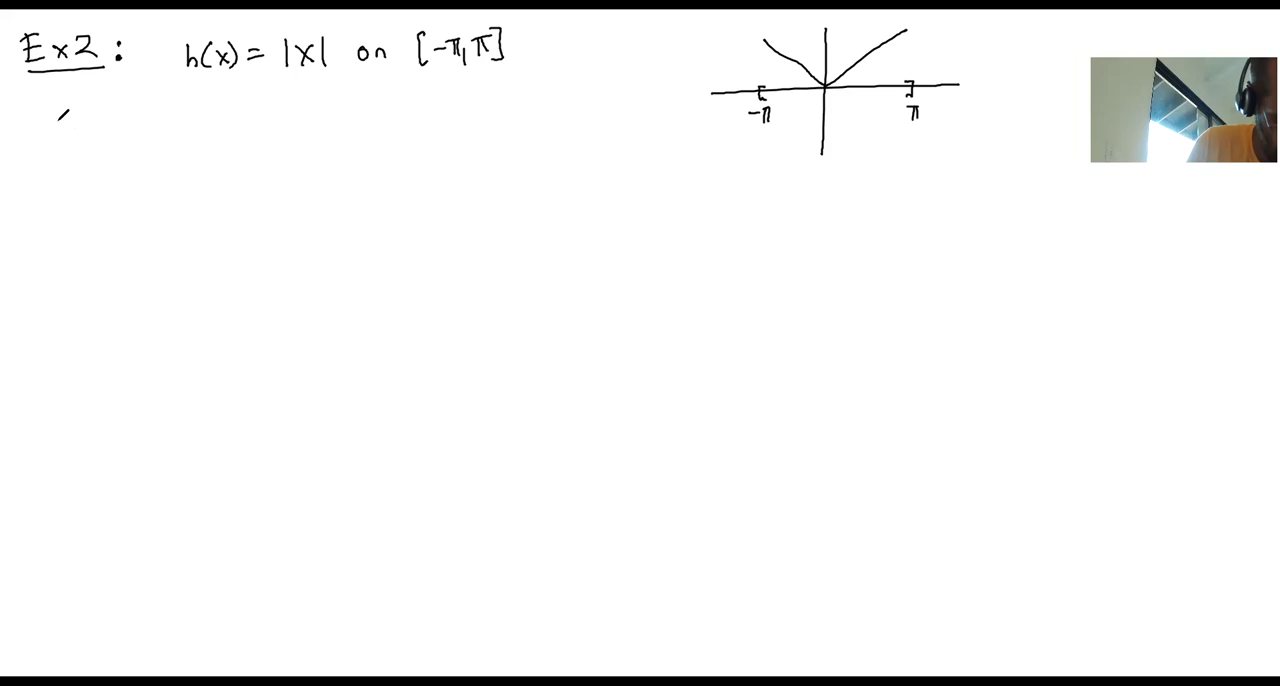 Ex2: h(x) = |x| on [-π, π]
-π π